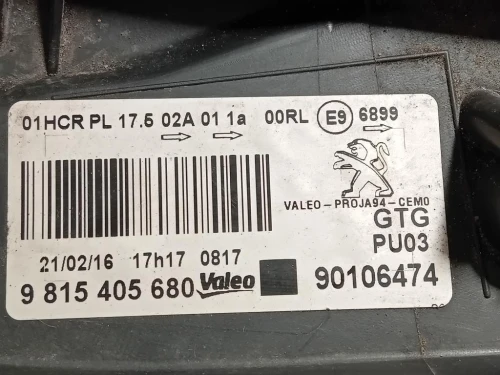 01HCR PL 17.5 02A 01 1a 00RL E9 6899
VALEO-PROJA94-CEM0
GTG
PU03
21/02/16 17h17 0817
9 815 405 680 Valeo 90106474